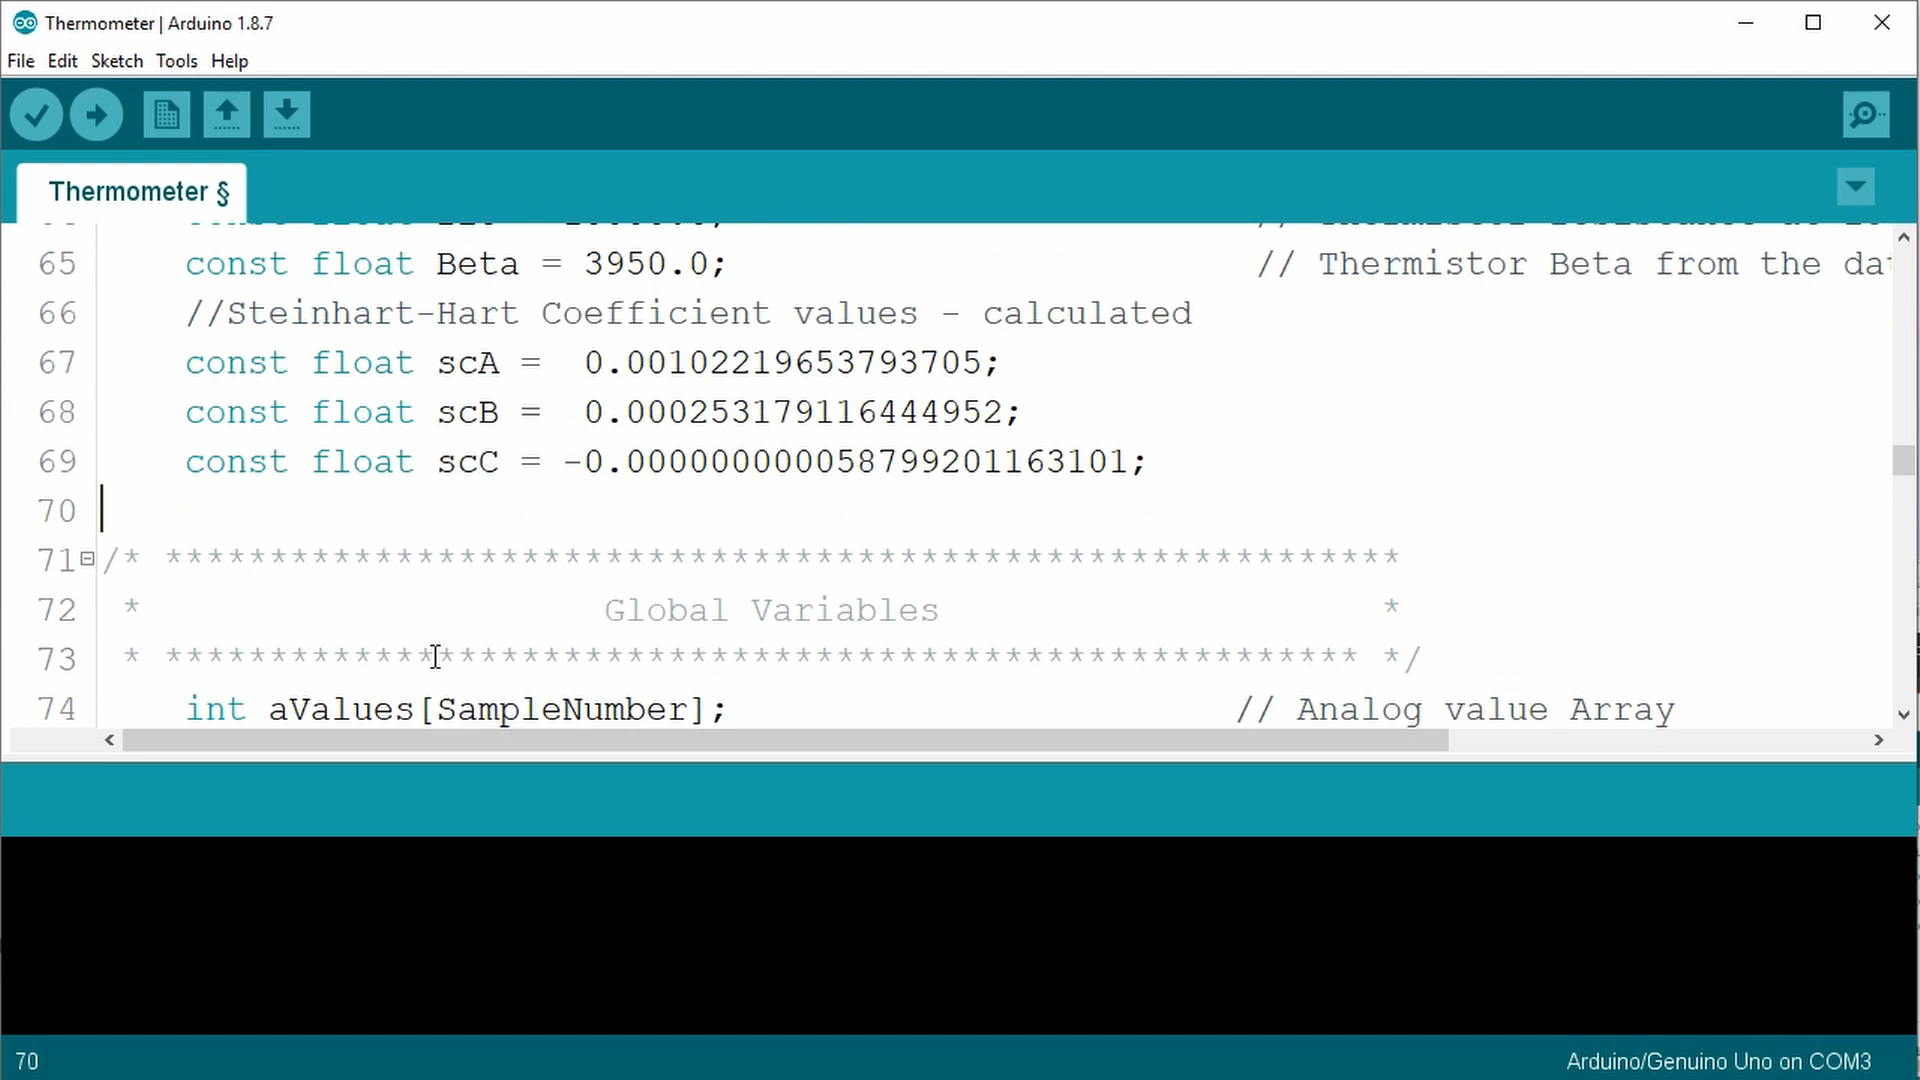 Thermometer | Arduino 1.8.7
File Edit Sketch Tools Help
Thermometer §
65 const float Beta = 3950.0; // Thermistor Beta from the
66 //Steinhart-Hart Coefficient values - calculated
67 const float scA = 0.00102219653793705;
68 const float scB = 0.000253179116444952;
69 const float scC = -0.000000000058799201163101;
70
71 /* ***********************************************************
72 * Global Variables *
73 * ********************************************************* */
74 int aValues[SampleNumber]; // Analog value Array
70 Arduino/Genuino Uno on COM3